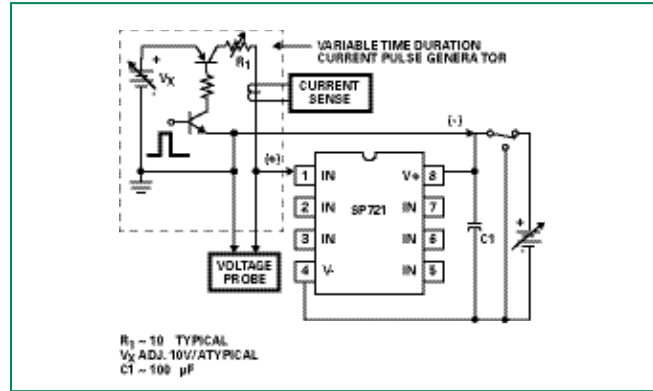 VARIABLE TIME DURATION
CURRENT PULSE GENERATOR
+
VX
-
R1
CURRENT
SENSE
(-)
(+)
1 IN V+ 8
2 IN SP721 IN 7
3 IN IN 6
4 V- IN 5
+
-
C1
VOLTAGE
PROBE
R1 ~ 10 TYPICAL
VX ADJ. 10V/A TYPICAL
C1 ~ 100 µF